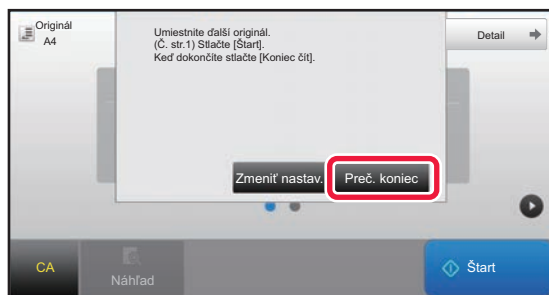 Originál
A4
Umiestnite ďalší originál.
(Č. str.1) Stlačte [Štart].
Keď dokončíte stlačte [Koniec čít].
Detail
Zmeniť nastav.
Preč. koniec
CA
Náhľad
Štart